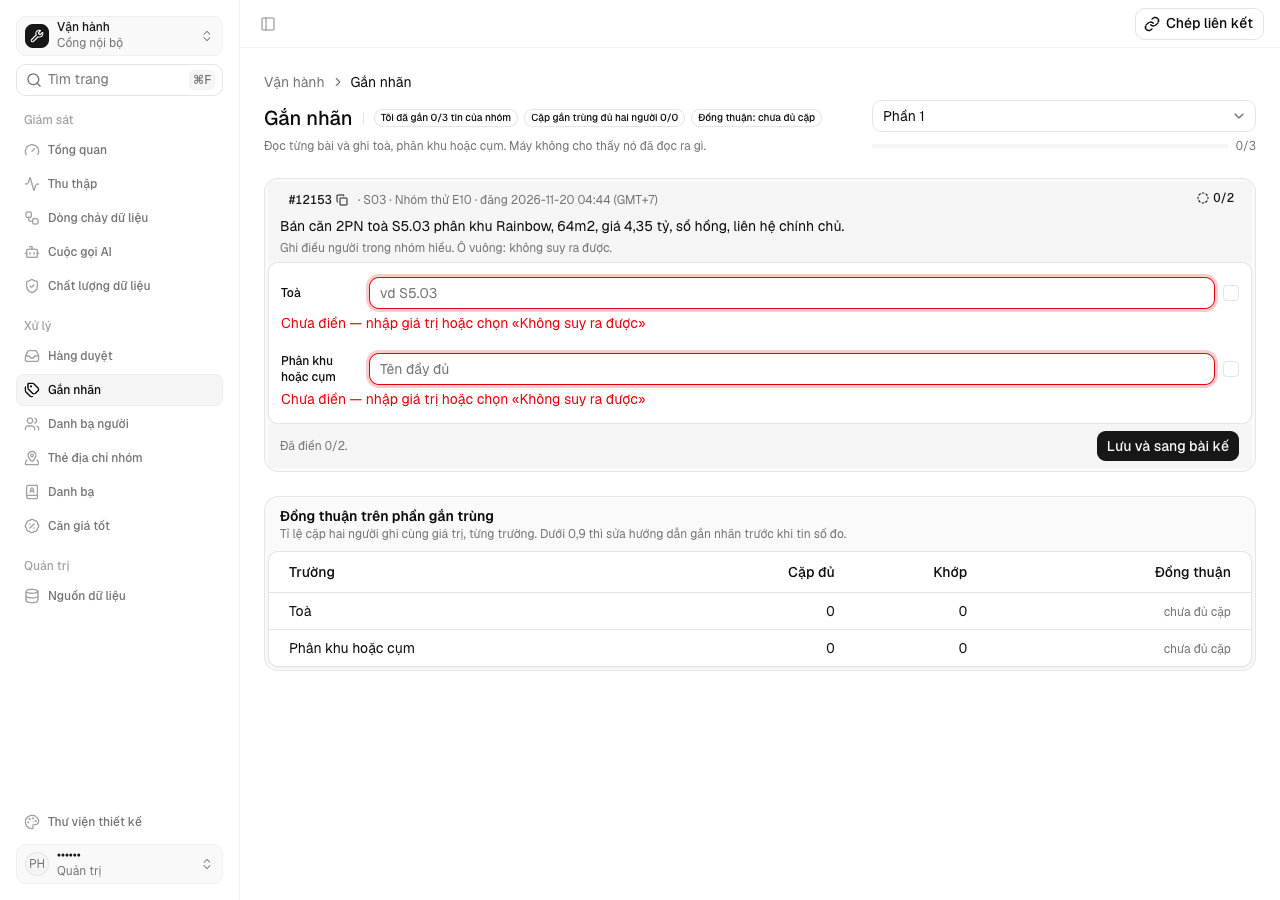 Vận hành
Cổng nội bộ
Tìm trang ⌘F
Giám sát
Tổng quan
Thu thập
Dòng chảy dữ liệu
Cuộc gọi AI
Chất lượng dữ liệu
Xử lý
Hàng duyệt
Gắn nhãn
Danh bạ người
Thẻ địa chỉ nhóm
Danh bạ
Căn giá tốt
Quản trị
Nguồn dữ liệu
Thư viện thiết kế
PH ••••••
Quản trị
Chép liên kết
Vận hành > Gắn nhãn
Gắn nhãn Tôi đã gắn 0/3 tin của nhóm Cặp gắn trùng đủ hai người 0/0 Đồng thuận: chưa đủ cặp
Đọc từng bài và ghi toà, phân khu hoặc cụm. Máy không cho thấy nó đã đọc ra gì.
Phần 1
0/3
#12153 · S03 · Nhóm thử E10 · đăng 2026-11-20 04:44 (GMT+7) 0/2
Bán căn 2PN toà S5.03 phân khu Rainbow, 64m2, giá 4,35 tỷ, sổ hồng, liên hệ chính chủ.
Ghi điều người trong nhóm hiểu. Ô vuông: không suy ra được.
Toà vd S5.03
Chưa điền — nhập giá trị hoặc chọn «Không suy ra được»
Phân khu hoặc cụm Tên đầy đủ
Chưa điền — nhập giá trị hoặc chọn «Không suy ra được»
Đã điền 0/2. Lưu và sang bài kế
Đồng thuận trên phần gắn trùng
Tỉ lệ cặp hai người ghi cùng giá trị, từng trường. Dưới 0,9 thì sửa hướng dẫn gắn nhãn trước khi tin số đo.
Trường Cặp đủ Khớp Đồng thuận
Toà 0 0 chưa đủ cặp
Phân khu hoặc cụm 0 0 chưa đủ cặp